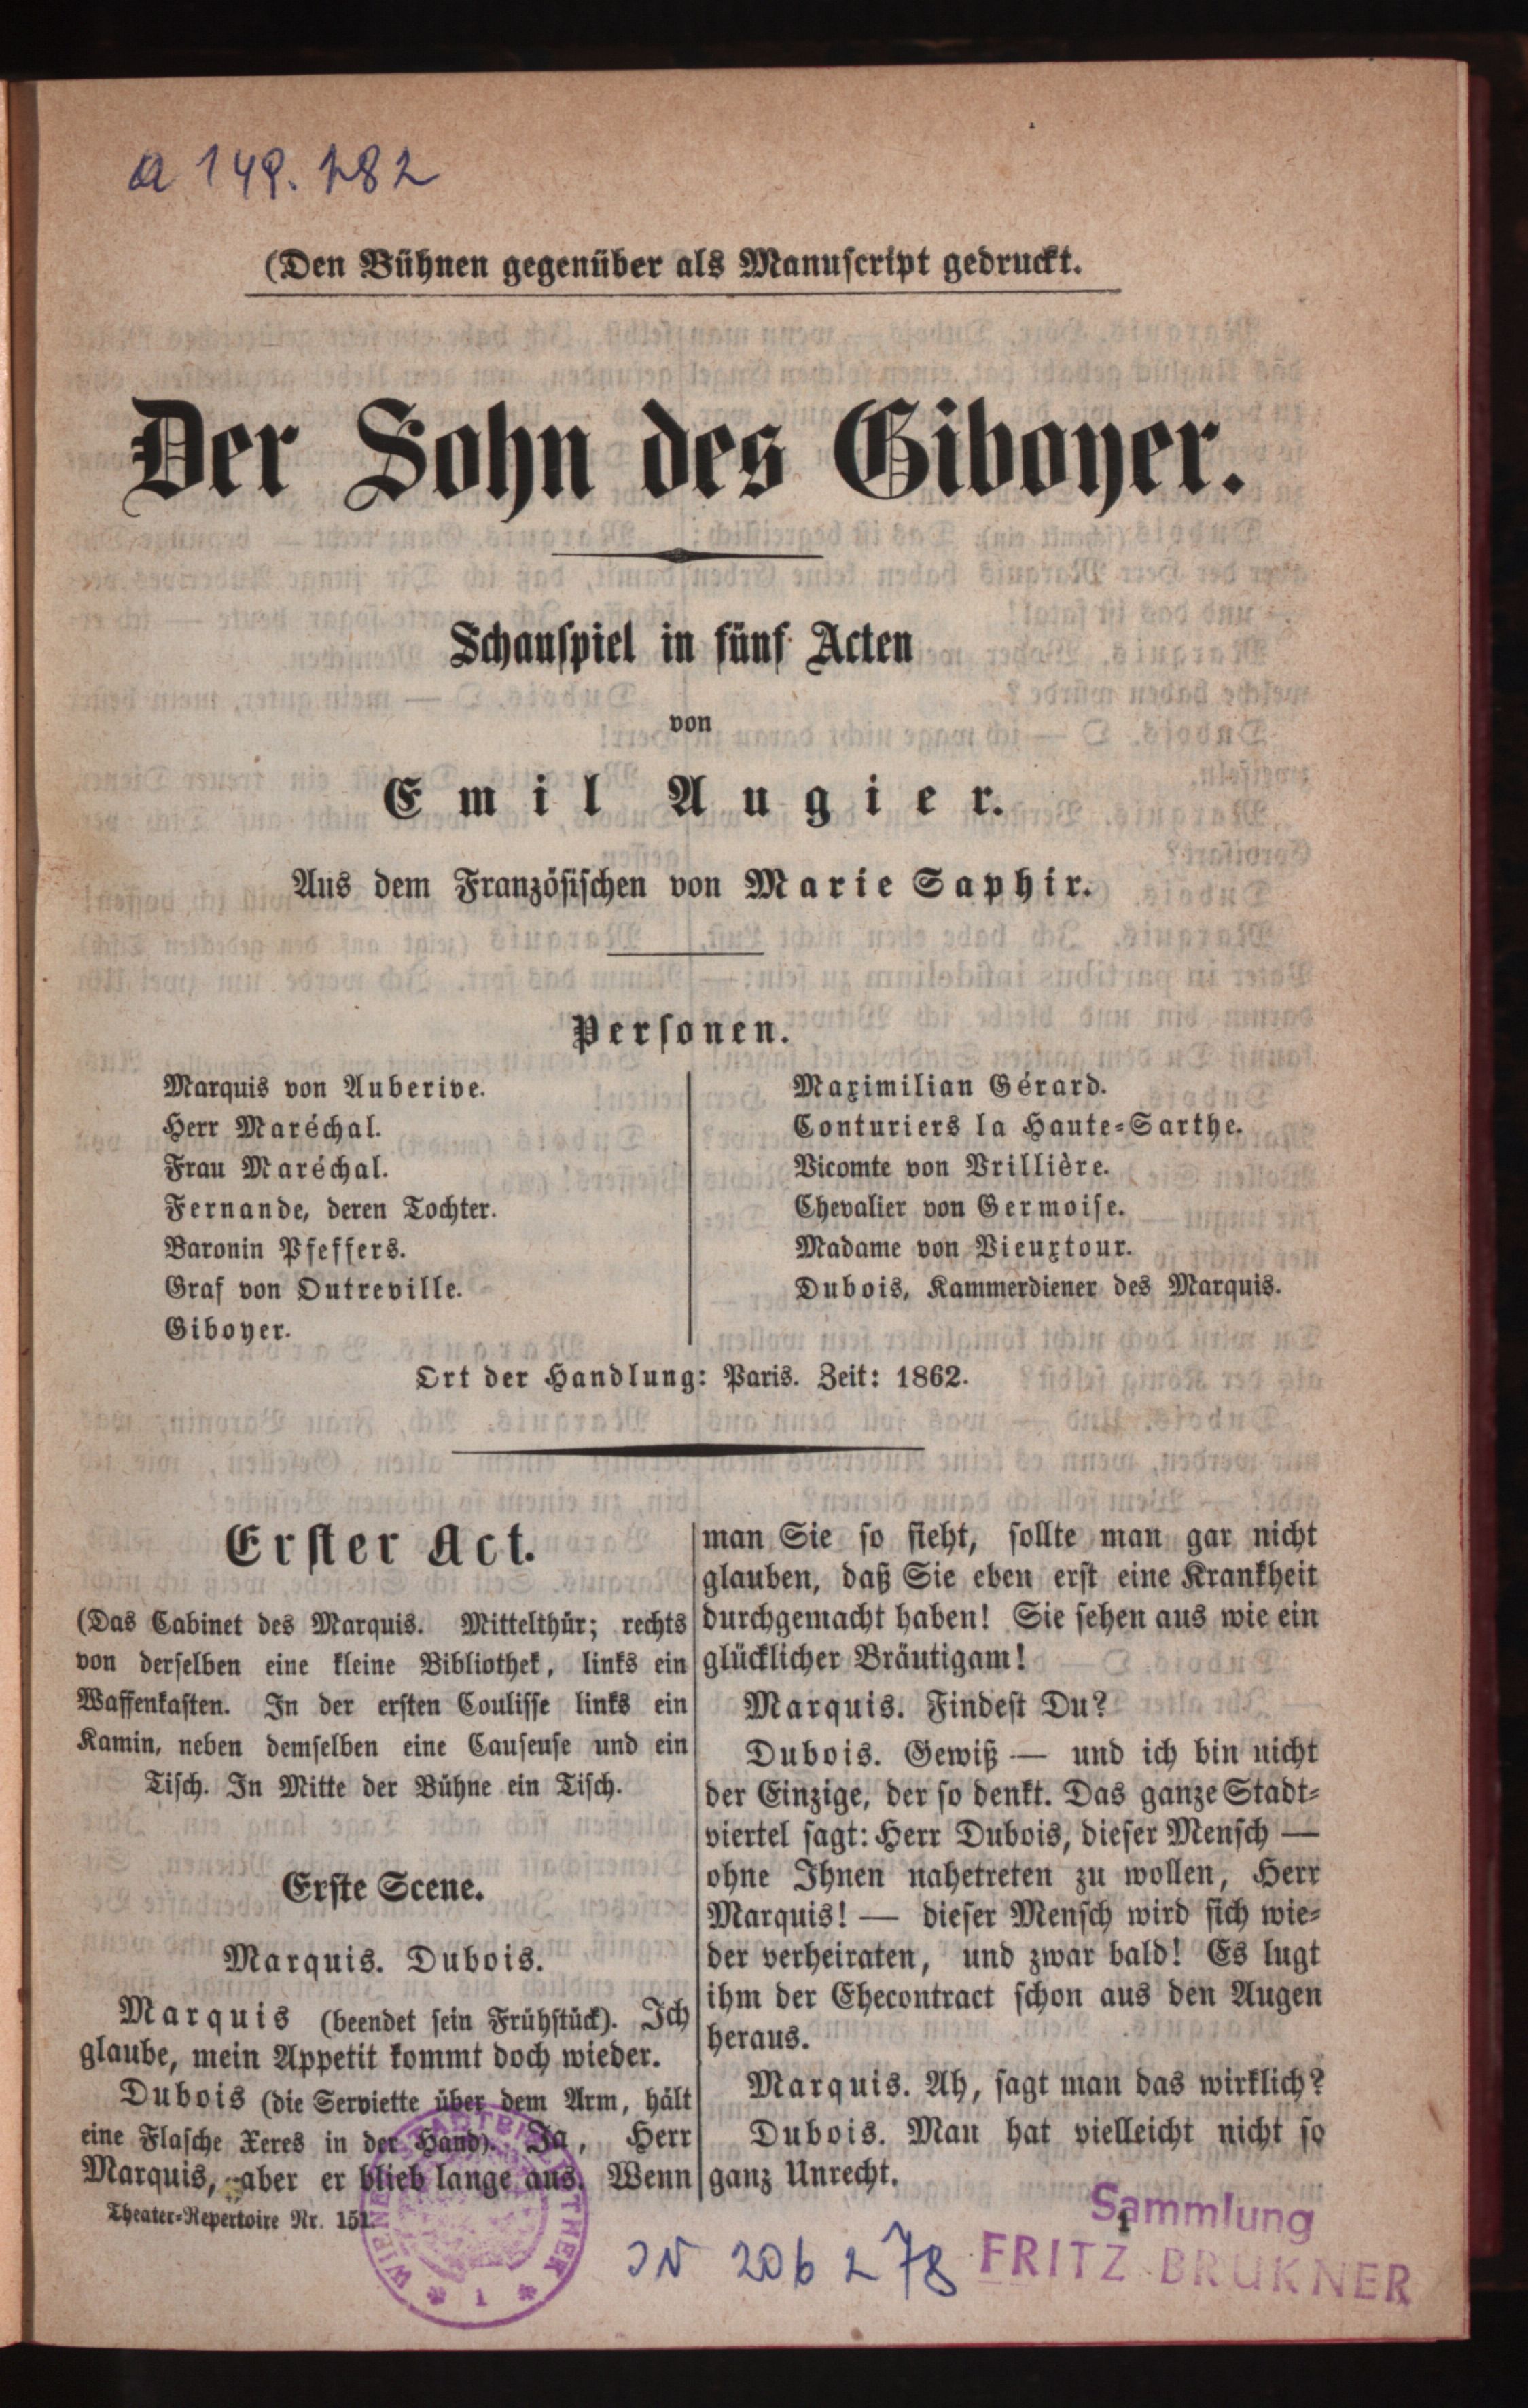 a 149.282
(Den Bühnen gegenüber als Manuscript gedruckt.
Der Sohn des Giboyer.
Schauspiel in fünf Acten
von
Emil Augier.
Aus dem Französischen von Marie Saphir.
Personen.
Marquis von Auberive.
Herr Maréchal.
Frau Maréchal.
Fernande, deren Tochter.
Baronin Pfeffers.
Graf von Outreville.
Giboyer.
Maximilian Gérard.
Conturiers la Haute-Sarthe.
Vicomte von Vrillière.
Chevalier von Germoise.
Madame von Vieuxtour.
Dubois, Kammerdiener des Marquis.
Ort der Handlung: Paris. Zeit: 1862.
Erster Act.
(Das Cabinet des Marquis. Mittelthür; rechts
von derselben eine kleine Bibliothek, links ein
Waffenkasten. In der ersten Coulisse links ein
Kamin, neben demselben eine Causeuse und ein
Tisch. In Mitte der Bühne ein Tisch.
Erste Scene.
Marquis. Dubois.
Marquis (beendet sein Frühstück). Ich
glaube, mein Appetit kommt doch wieder.
Dubois (die Serviette über dem Arm, hält
eine Flasche Xeres in der Hand). Ja, Herr
Marquis, aber er blieb lange aus. Wenn
Theater-Repertoire Nr. 151.
man Sie so sieht, sollte man gar nicht
glauben, daß Sie eben erst eine Krankheit
durchgemacht haben! Sie sehen aus wie ein
glücklicher Bräutigam!
Marquis. Findest Du?
Dubois. Gewiß — und ich bin nicht
der Einzige, der so denkt. Das ganze Stadt-
viertel sagt: Herr Dubois, dieser Mensch —
ohne Ihnen nahetreten zu wollen, Herr
Marquis! — dieser Mensch wird sich wie-
der verheiraten, und zwar bald! Es lugt
ihm der Ehecontract schon aus den Augen
heraus.
Marquis. Ah, sagt man das wirklich?
Dubois. Man hat vielleicht nicht so
ganz Unrecht.
1
Sammlung
FRITZ BRUKNER
IN 206 278
WIENER STADTBIBLIOTHEK
* 1 *